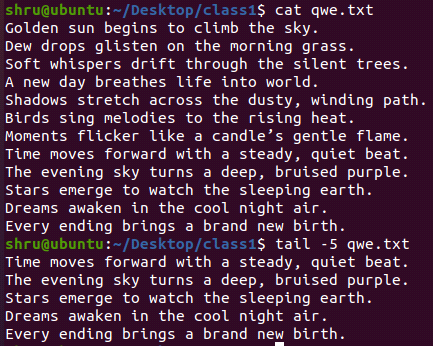 shru@ubuntu:~/Desktop/class1$ cat qwe.txt
Golden sun begins to climb the sky.
Dew drops glisten on the morning grass.
Soft whispers drift through the silent trees.
A new day breathes life into world.
Shadows stretch across the dusty, winding path.
Birds sing melodies to the rising heat.
Moments flicker like a candle’s gentle flame.
Time moves forward with a steady, quiet beat.
The evening sky turns a deep, bruised purple.
Stars emerge to watch the sleeping earth.
Dreams awaken in the cool night air.
Every ending brings a brand new birth.
shru@ubuntu:~/Desktop/class1$ tail -5 qwe.txt
Time moves forward with a steady, quiet beat.
The evening sky turns a deep, bruised purple.
Stars emerge to watch the sleeping earth.
Dreams awaken in the cool night air.
Every ending brings a brand new birth.